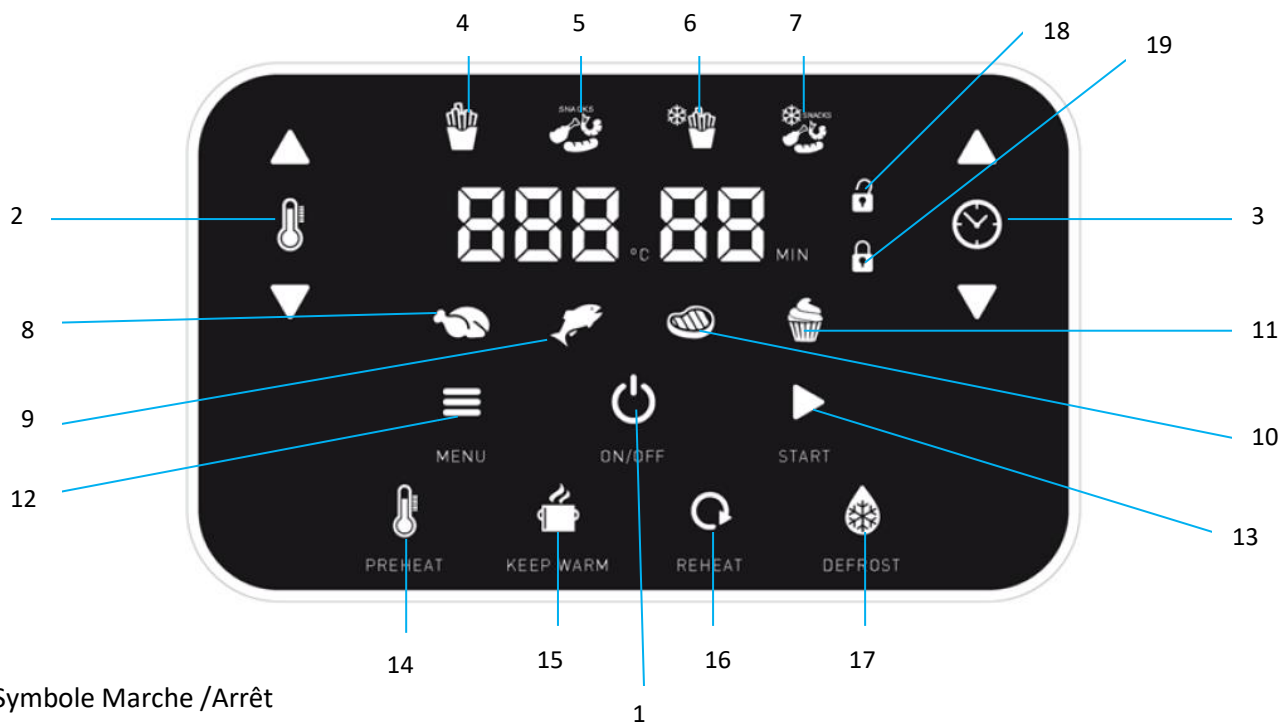 4 5 6 7 18 19
SNACKS SNACKS
2 888 °C 88 MIN 3
8 11
9 10
MENU ON/OFF START
12 13
PREHEAT KEEP WARM REHEAT DEFROST
14 15 16 17
Symbole Marche /Arrêt
1